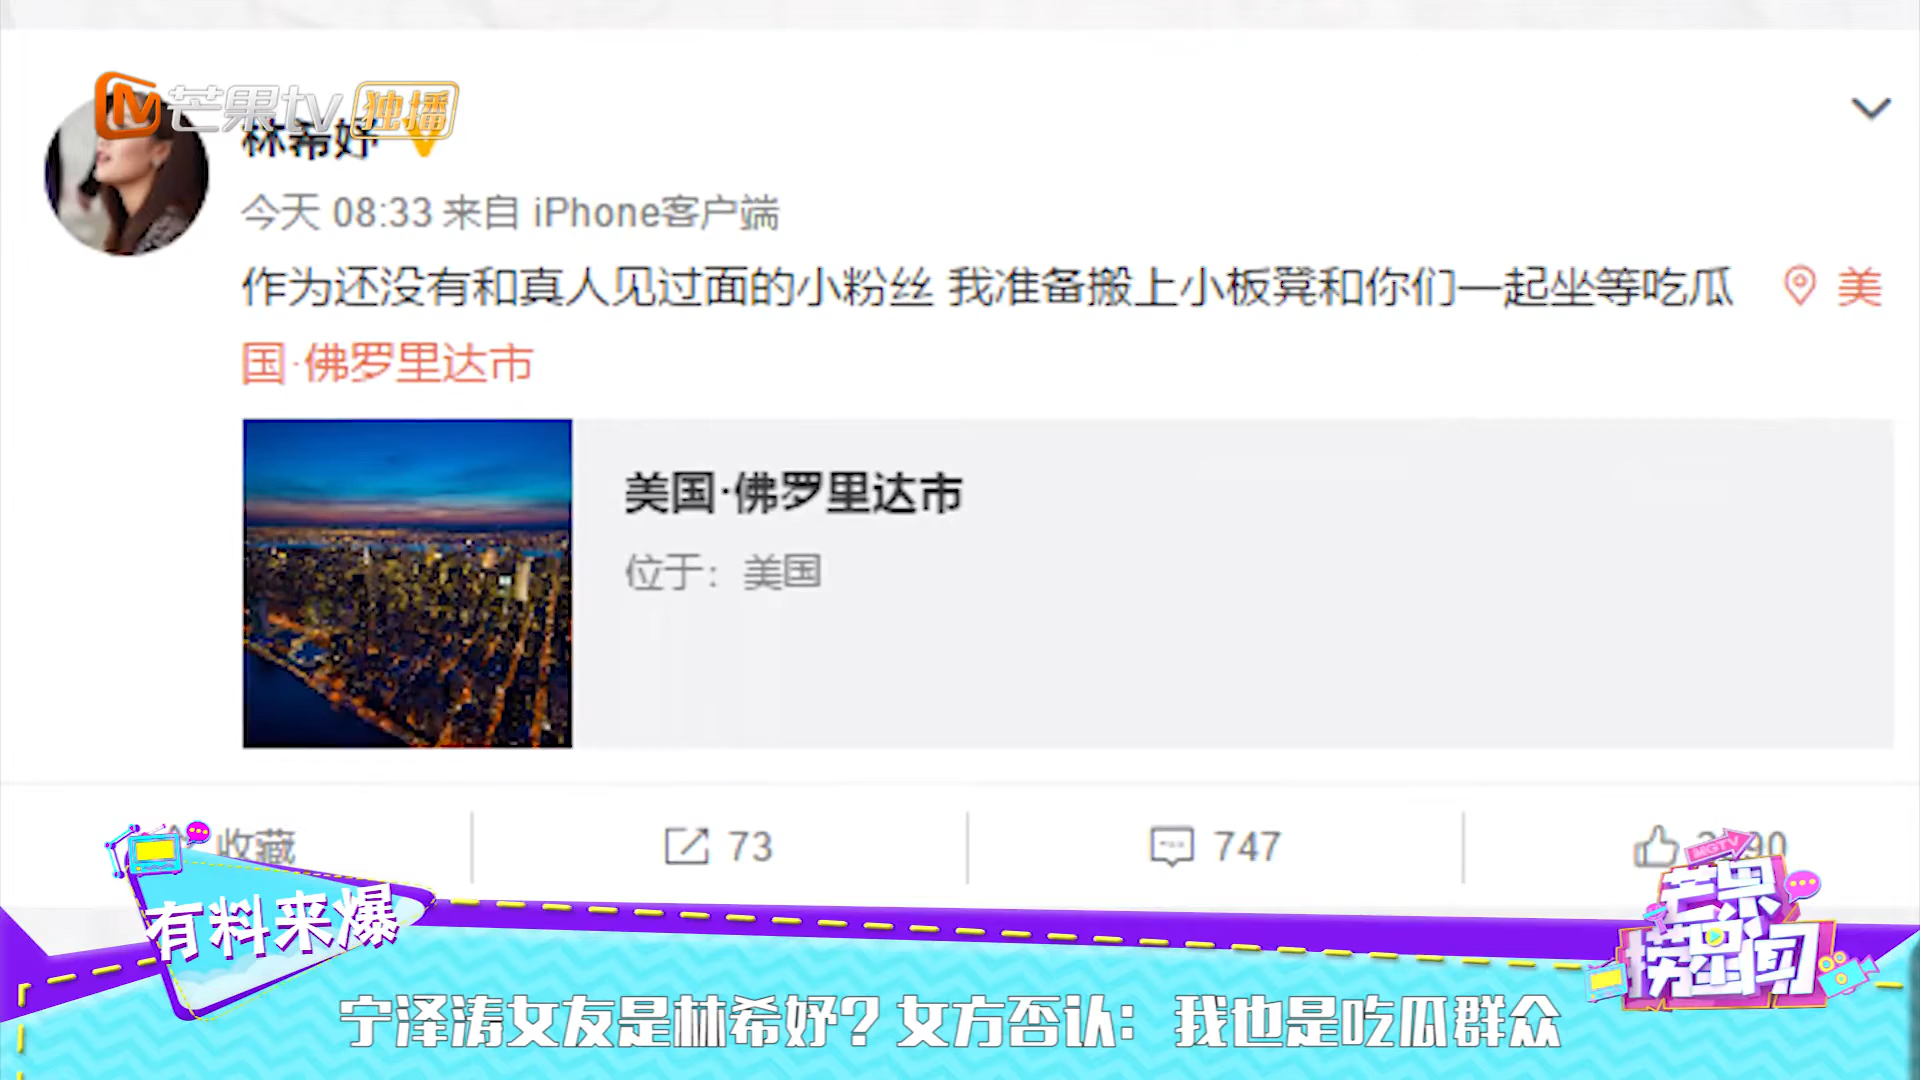 芒果tv 独播
林希妤
今天 08:33 来自 iPhone客户端
作为还没有和真人见过面的小粉丝 我准备搬上小板凳和你们一起坐等吃瓜 美
国·佛罗里达市
美国·佛罗里达市
位于：美国
收藏
73
747
90
有料来爆
MGTV
芒果
捞星闻
宁泽涛女友是林希妤？女方否认：我也是吃瓜群众